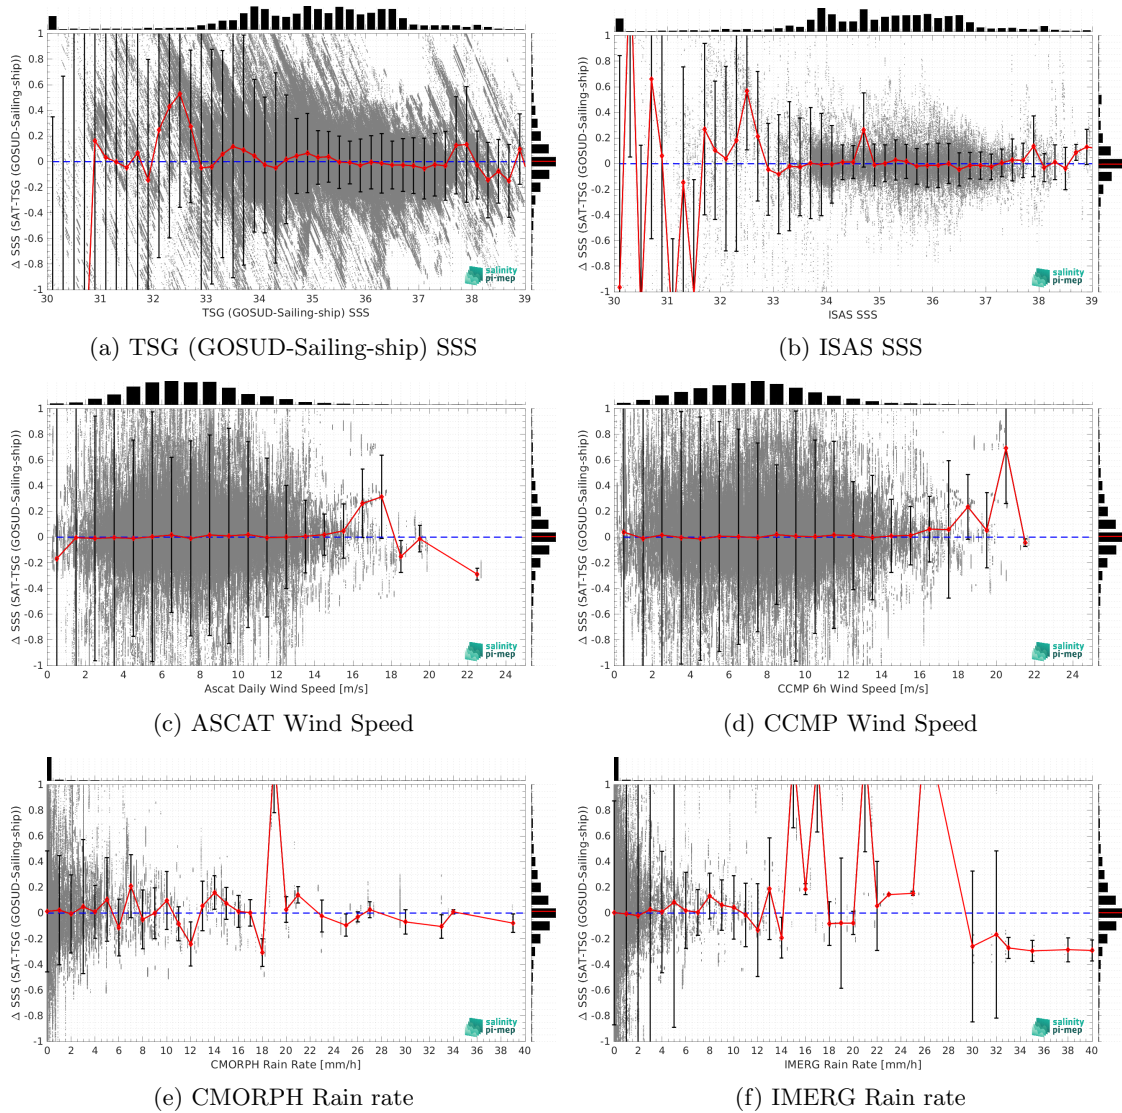 1
0.8
0.6
0.4
0.2
0
-0.2
-0.4
-0.6
-0.8
-1
Δ SSS (SAT-TSG (GOSUD-Sailing-ship))
30 31 32 33 34 35 36 37 38 39
TSG (GOSUD-Sailing-ship) SSS
salinity
pi-mep
(a) TSG (GOSUD-Sailing-ship) SSS
1
0.8
0.6
0.4
0.2
0
-0.2
-0.4
-0.6
-0.8
-1
Δ SSS (SAT-TSG (GOSUD-Sailing-ship))
30 31 32 33 34 35 36 37 38 39
ISAS SSS
salinity
pi-mep
(b) ISAS SSS
1
0.8
0.6
0.4
0.2
0
-0.2
-0.4
-0.6
-0.8
-1
Δ SSS (SAT-TSG (GOSUD-Sailing-ship))
0 2 4 6 8 10 12 14 16 18 20 22 24
Ascat Daily Wind Speed [m/s]
salinity
pi-mep
(c) ASCAT Wind Speed
1
0.8
0.6
0.4
0.2
0
-0.2
-0.4
-0.6
-0.8
-1
Δ SSS (SAT-TSG (GOSUD-Sailing-ship))
0 2 4 6 8 10 12 14 16 18 20 22 24
CCMP 6h Wind Speed [m/s]
salinity
pi-mep
(d) CCMP Wind Speed
1
0.8
0.6
0.4
0.2
0
-0.2
-0.4
-0.6
-0.8
-1
Δ SSS (SAT-TSG (GOSUD-Sailing-ship))
0 2 4 6 8 10 12 14 16 18 20 22 24 26 28 30 32 34 36 38 40
CMORPH Rain Rate [mm/h]
salinity
pi-mep
(e) CMORPH Rain rate
1
0.8
0.6
0.4
0.2
0
-0.2
-0.4
-0.6
-0.8
-1
Δ SSS (SAT-TSG (GOSUD-Sailing-ship))
0 2 4 6 8 10 12 14 16 18 20 22 24 26 28 30 32 34 36 38 40
IMERG Rain Rate [mm/h]
salinity
pi-mep
(f) IMERG Rain rate